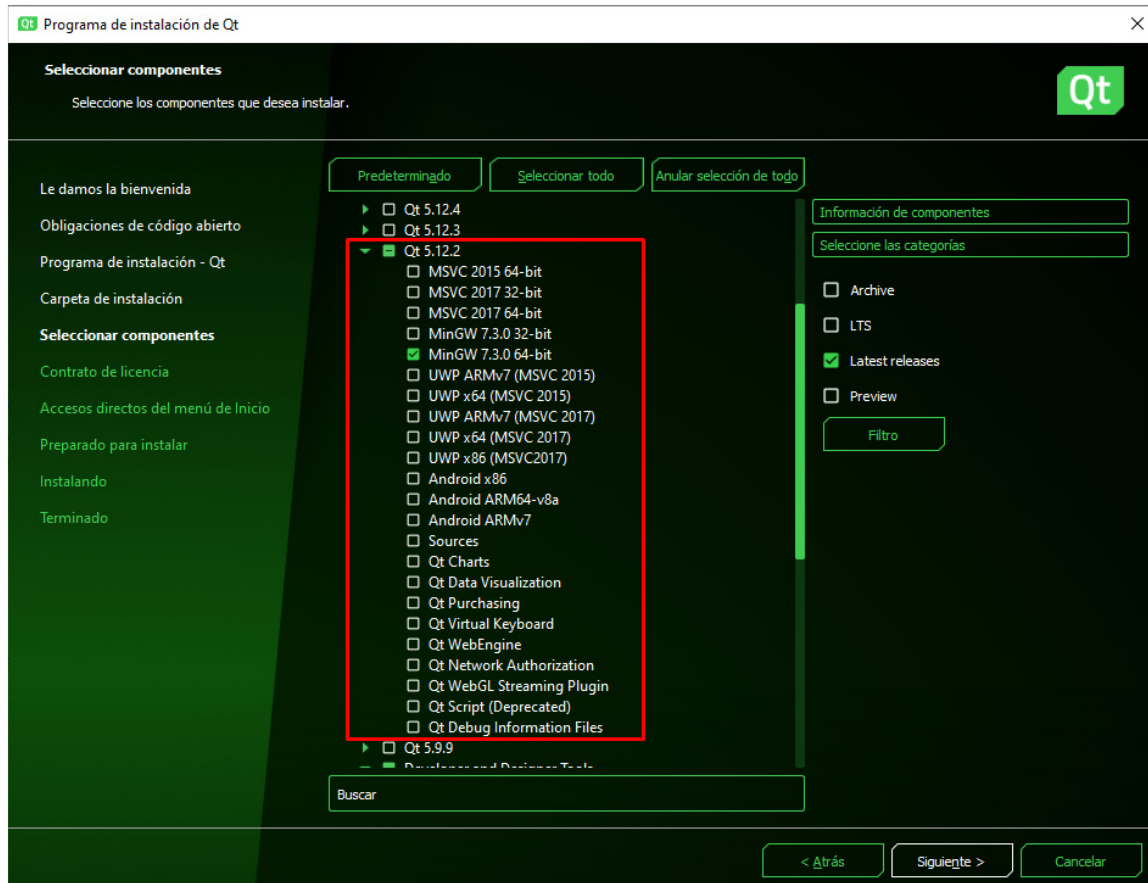 Qt Programa de instalación de Qt
Seleccionar componentes
Seleccione los componentes que desea instalar.
Qt
Le damos la bienvenida
Obligaciones de código abierto
Programa de instalación - Qt
Carpeta de instalación
Seleccionar componentes
Contrato de licencia
Accesos directos del menú de Inicio
Preparado para instalar
Instalando
Terminado
Predeterminado
Seleccionar todo
Anular selección de todo
Qt 5.12.4
Qt 5.12.3
Qt 5.12.2
MSVC 2015 64-bit
MSVC 2017 32-bit
MSVC 2017 64-bit
MinGW 7.3.0 32-bit
MinGW 7.3.0 64-bit
UWP ARMv7 (MSVC 2015)
UWP x64 (MSVC 2015)
UWP ARMv7 (MSVC 2017)
UWP x64 (MSVC 2017)
UWP x86 (MSVC2017)
Android x86
Android ARM64-v8a
Android ARMv7
Sources
Qt Charts
Qt Data Visualization
Qt Purchasing
Qt Virtual Keyboard
Qt WebEngine
Qt Network Authorization
Qt WebGL Streaming Plugin
Qt Script (Deprecated)
Qt Debug Information Files
Qt 5.9.9
Developer and Designer Tools
Buscar
Información de componentes
Seleccione las categorías
Archive
LTS
Latest releases
Preview
Filtro
< Atrás
Siguiente >
Cancelar